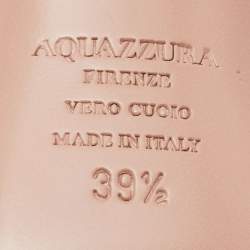 AQUAZZURA
FIRENZE
VERO CUOIO
MADE IN ITALY
39½